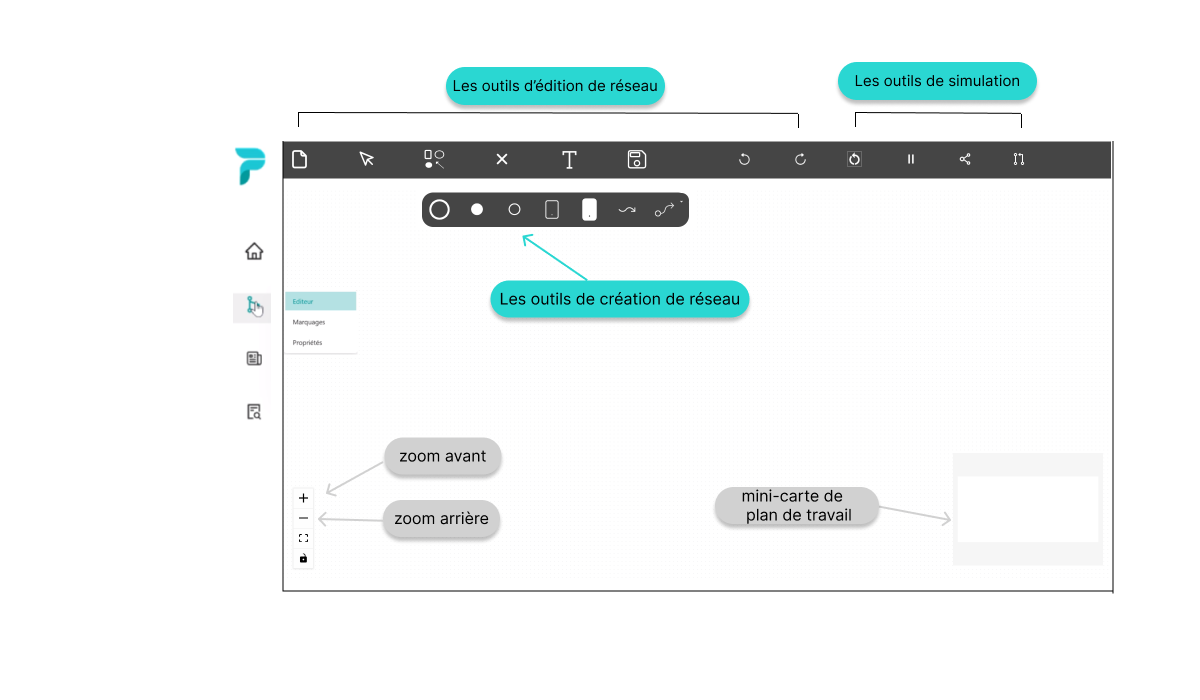 Les outils d'édition de réseau
Les outils de simulation
Les outils de création de réseau
Editeur
Marquages
Propriétés
zoom avant
zoom arrière
mini-carte de
plan de travail